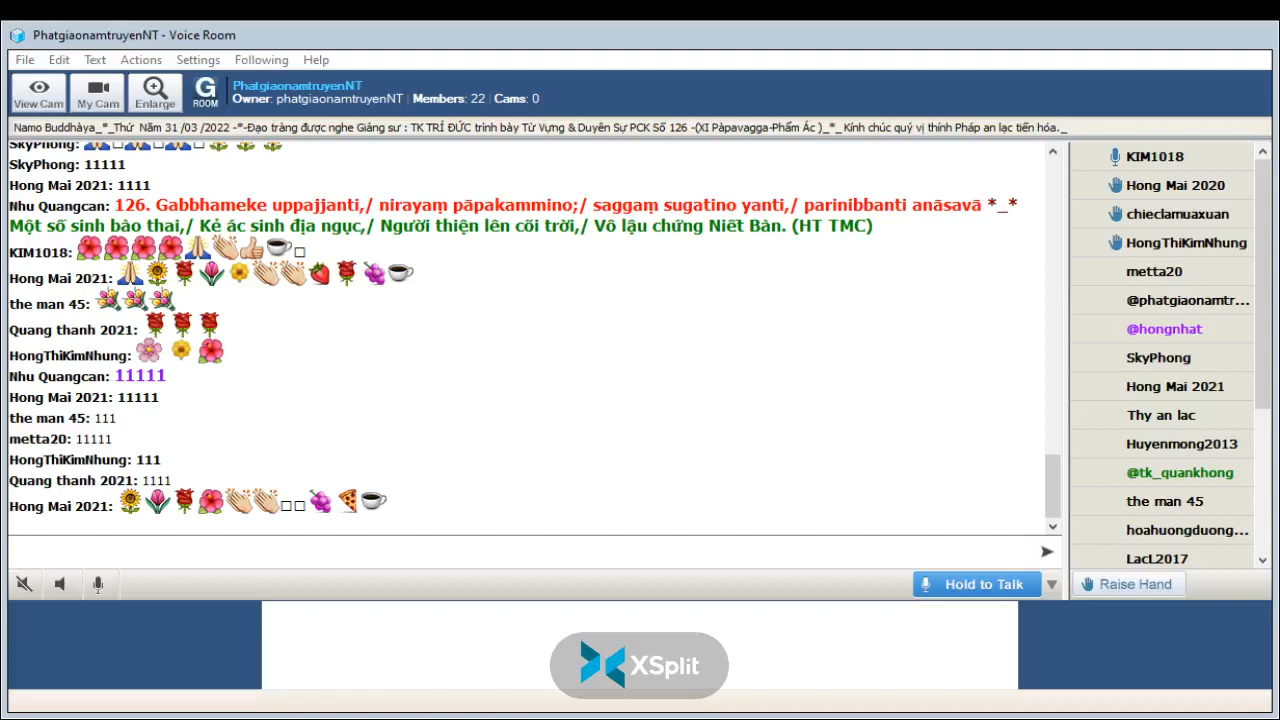 PhatgiaonamtruyenNT - Voice Room
File Edit Text Actions Settings Following Help
View Cam My Cam Enlarge G ROOM
PhatgiaonamtruyenNT
Owner: phatgiaonamtruyenNT | Members: 22 | Cams: 0
Namo Buddhàya_*_Thứ Năm 31 /03 /2022 -*-Đạo tràng được nghe Giảng sư : TK TRÍ ĐỨC trình bày Từ Vựng & Duyên Sự PCK Số 126 -(XI Pàpavagga-Phẩm Ác )_*_ Kính chúc quý vị thính Pháp an lạc tiến hóa._
SkyPhong:
SkyPhong: 11111
Hong Mai 2021: 1111
Nhu Quangcan: 126. Gabbhameke uppajjanti,/ nirayaṃ pāpakammino;/ saggaṃ sugatino yanti,/ parinibbanti anāsavā *_*
Một số sinh bào thai,/ Kẻ ác sinh địa ngục,/ Người thiện lên cõi trời,/ Vô lậu chứng Niết Bàn. (HT TMC)
KIM1018:
Hong Mai 2021:
the man 45:
Quang thanh 2021:
HongThiKimNhung:
Nhu Quangcan: 11111
Hong Mai 2021: 11111
the man 45: 111
metta20: 11111
HongThiKimNhung: 111
Quang thanh 2021: 1111
Hong Mai 2021:
KIM1018
Hong Mai 2020
chieclamuaxuan
HongThiKimNhung
metta20
@phatgiaonamtr...
@hongnhat
SkyPhong
Hong Mai 2021
Thy an lac
Huyenmong2013
@tk_quankhong
the man 45
hoahuongduong...
LacL2017
Hold to Talk
Raise Hand
XSplit